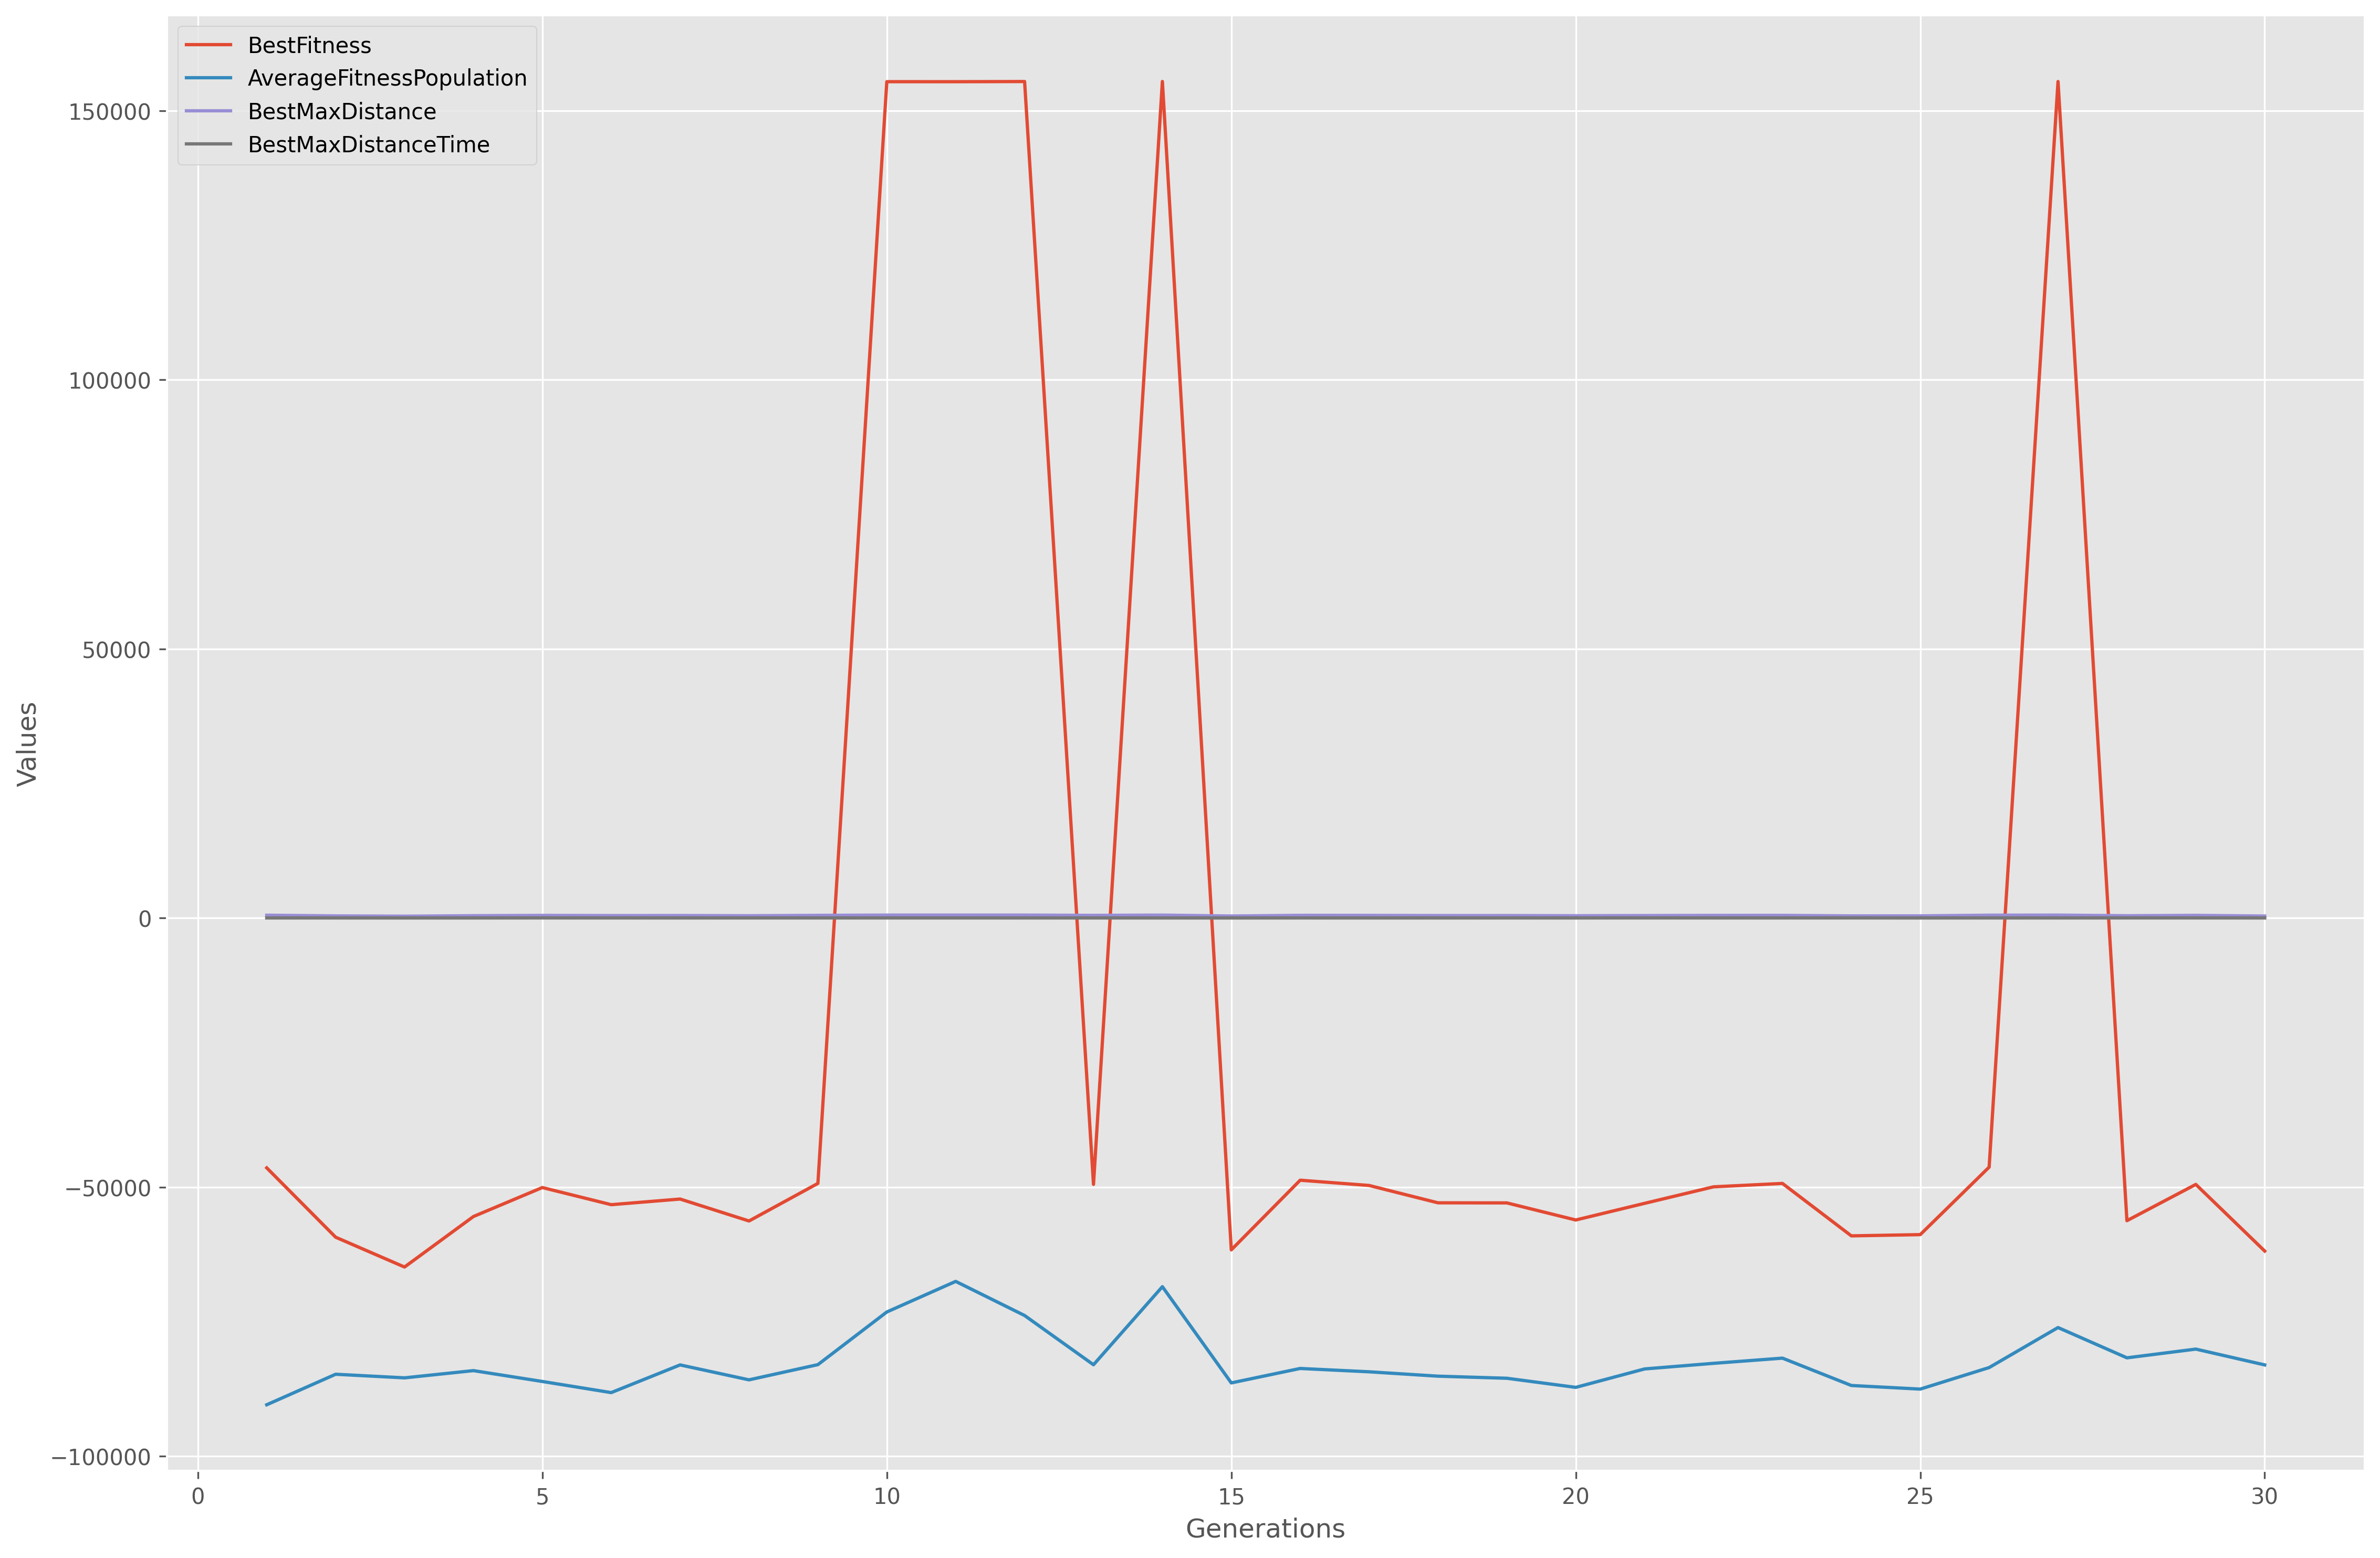 BestFitness
AverageFitnessPopulation
BestMaxDistance
BestMaxDistanceTime
150000
100000
50000
0
−50000
−100000
Values
0 5 10 15 20 25 30
Generations